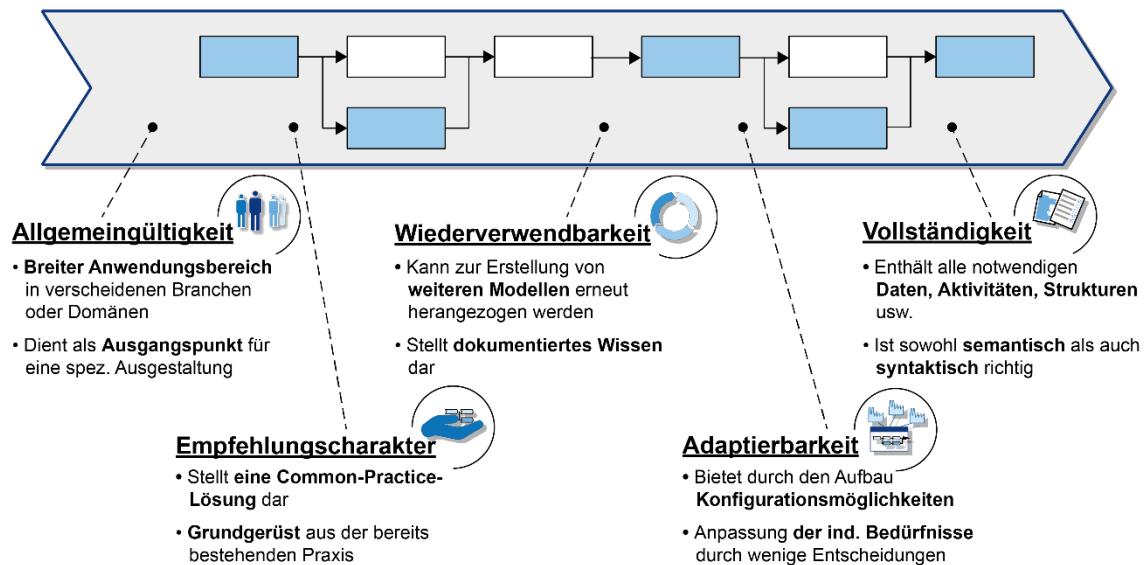 Allgemeingültigkeit
• Breiter Anwendungsbereich
in verscheidenen Branchen
oder Domänen
• Dient als Ausgangspunkt für
eine spez. Ausgestaltung
Empfehlungscharakter
• Stellt eine Common-Practice-
Lösung dar
• Grundgerüst aus der bereits
bestehenden Praxis
Wiederverwendbarkeit
• Kann zur Erstellung von
weiteren Modellen erneut
herangezogen werden
• Stellt dokumentiertes Wissen
dar
Adaptierbarkeit
• Bietet durch den Aufbau
Konfigurationsmöglichkeiten
• Anpassung der ind. Bedürfnisse
durch wenige Entscheidungen
Vollständigkeit
• Enthält alle notwendigen
Daten, Aktivitäten, Strukturen
usw.
• Ist sowohl semantisch als auch
syntaktisch richtig